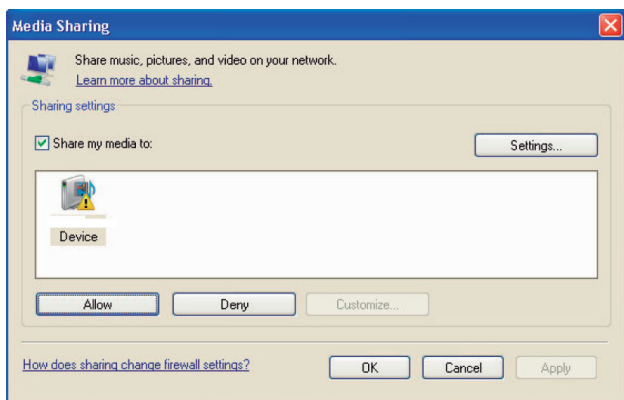 Media Sharing
Share music, pictures, and video on your network.
Learn more about sharing.
Sharing settings
Share my media to:
Settings...
Device
Allow
Deny
Customize...
How does sharing change firewall settings?
OK
Cancel
Apply